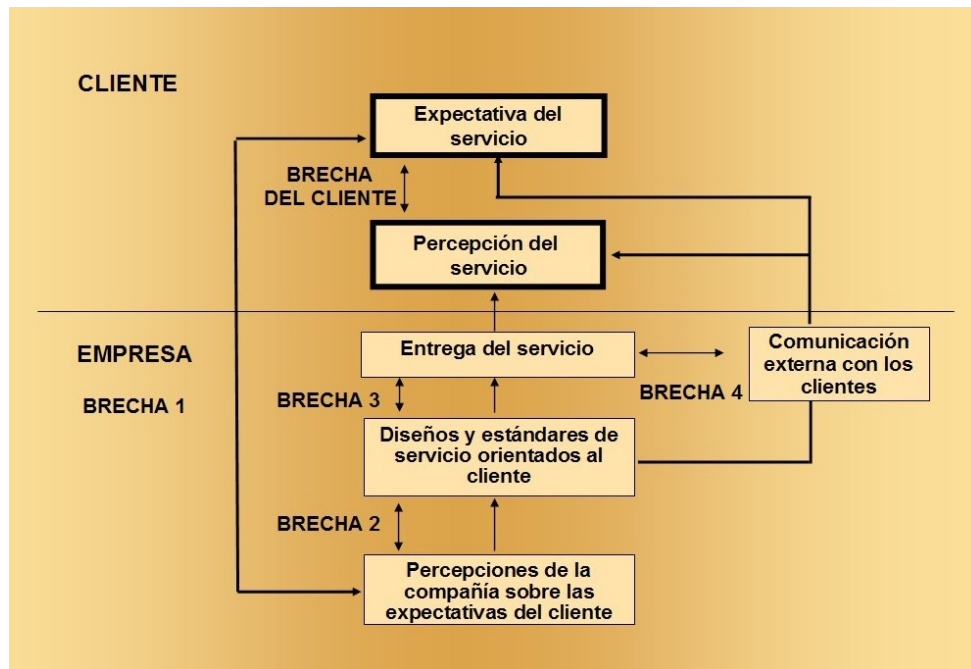 CLIENTE
Expectativa del
servicio
BRECHA
DEL CLIENTE
Percepción del
servicio
EMPRESA
Entrega del servicio
Comunicación
externa con los
clientes
BRECHA 1
BRECHA 3
BRECHA 4
Diseños y estándares de
servicio orientados al
cliente
BRECHA 2
Percepciones de la
compañía sobre las
expectativas del cliente